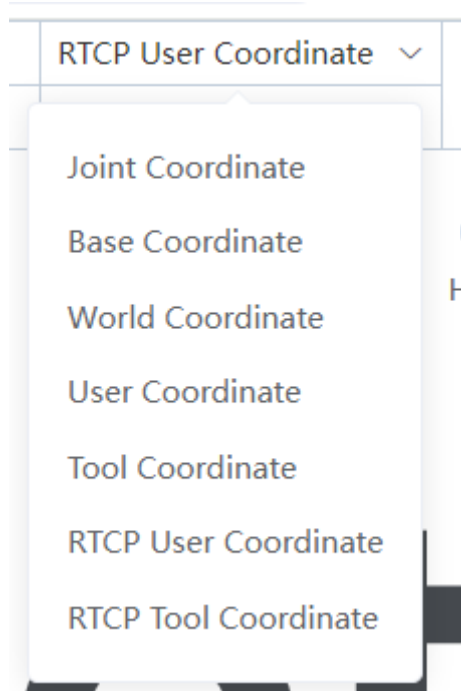 RTCP User Coordinate
Joint Coordinate
Base Coordinate
World Coordinate
User Coordinate
Tool Coordinate
RTCP User Coordinate
RTCP Tool Coordinate